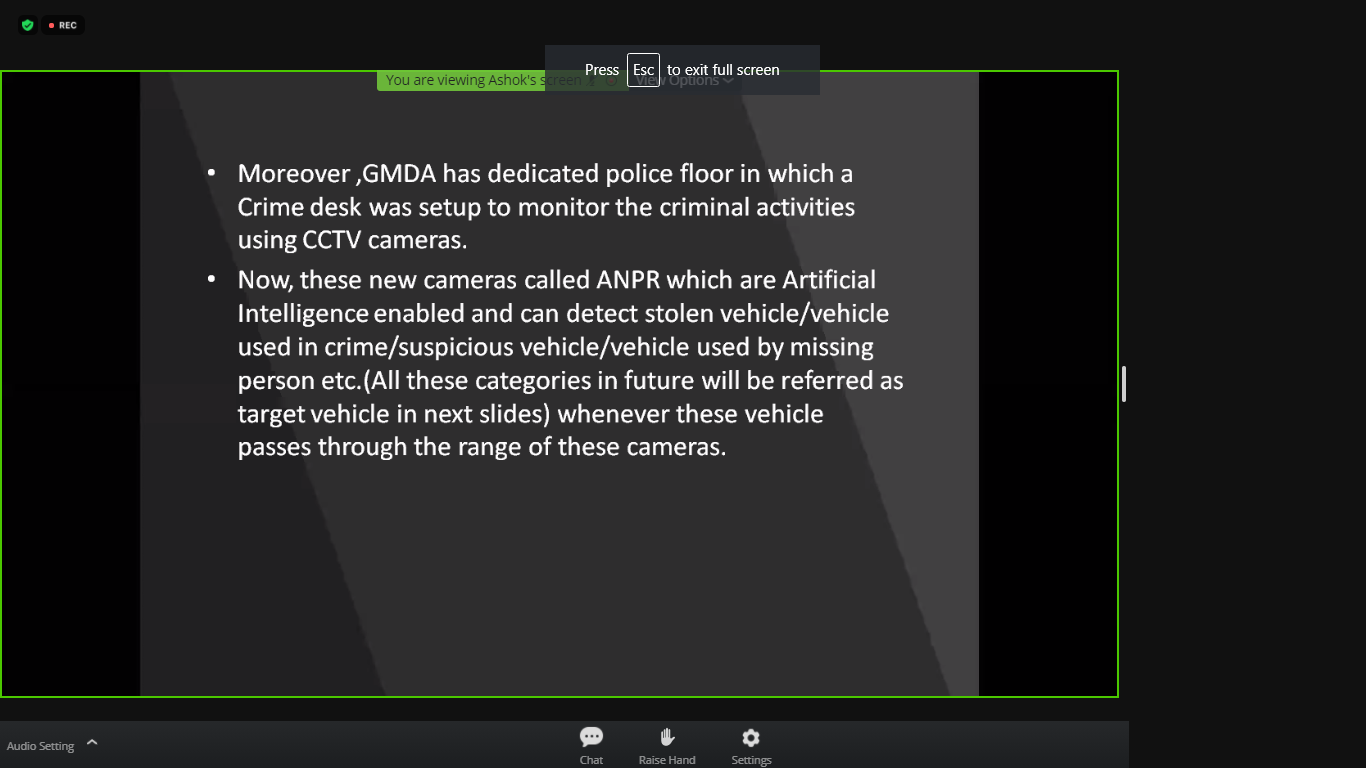 REC
Press Esc to exit full screen
You are viewing Ashok's screen View Options
• Moreover ,GMDA has dedicated police floor in which a
Crime desk was setup to monitor the criminal activities
using CCTV cameras.
• Now, these new cameras called ANPR which are Artificial
Intelligence enabled and can detect stolen vehicle/vehicle
used in crime/suspicious vehicle/vehicle used by missing
person etc.(All these categories in future will be referred as
target vehicle in next slides) whenever these vehicle
passes through the range of these cameras.
Audio Setting
Chat Raise Hand Settings